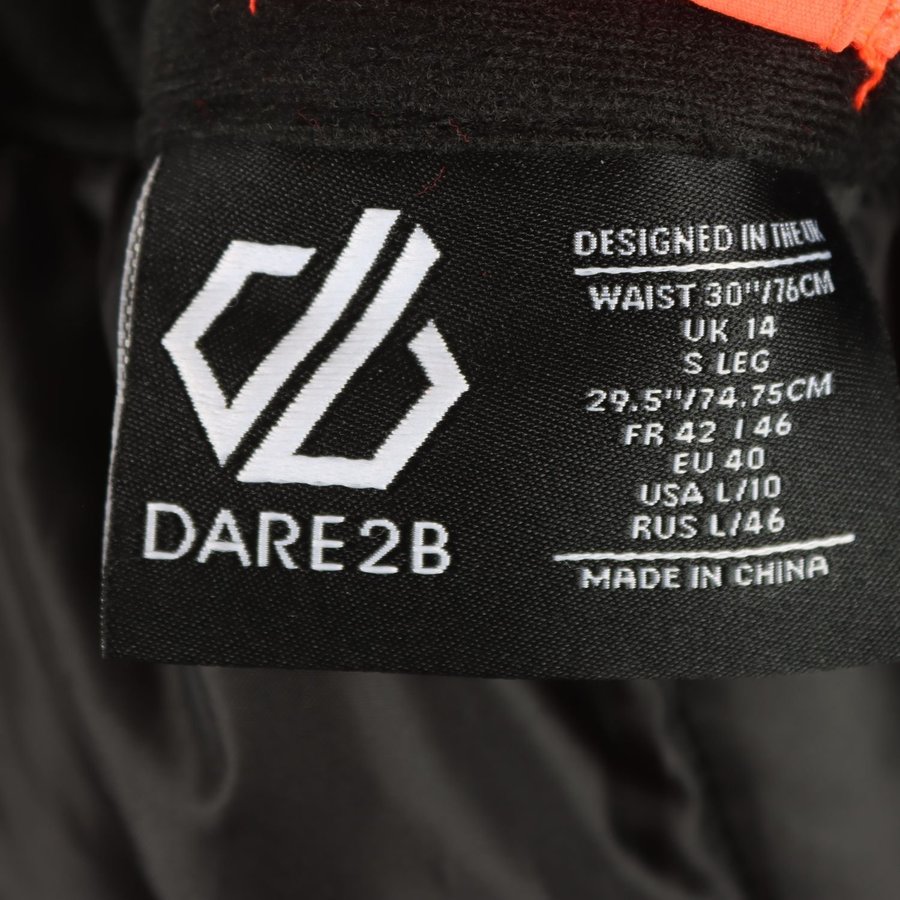 DARE2B
DESIGNED IN THE UK
WAIST 30"/76CM
UK 14
S LEG
29.5"/74.75CM
FR 42 I 46
EU 40
USA L/10
RUS L/46
MADE IN CHINA